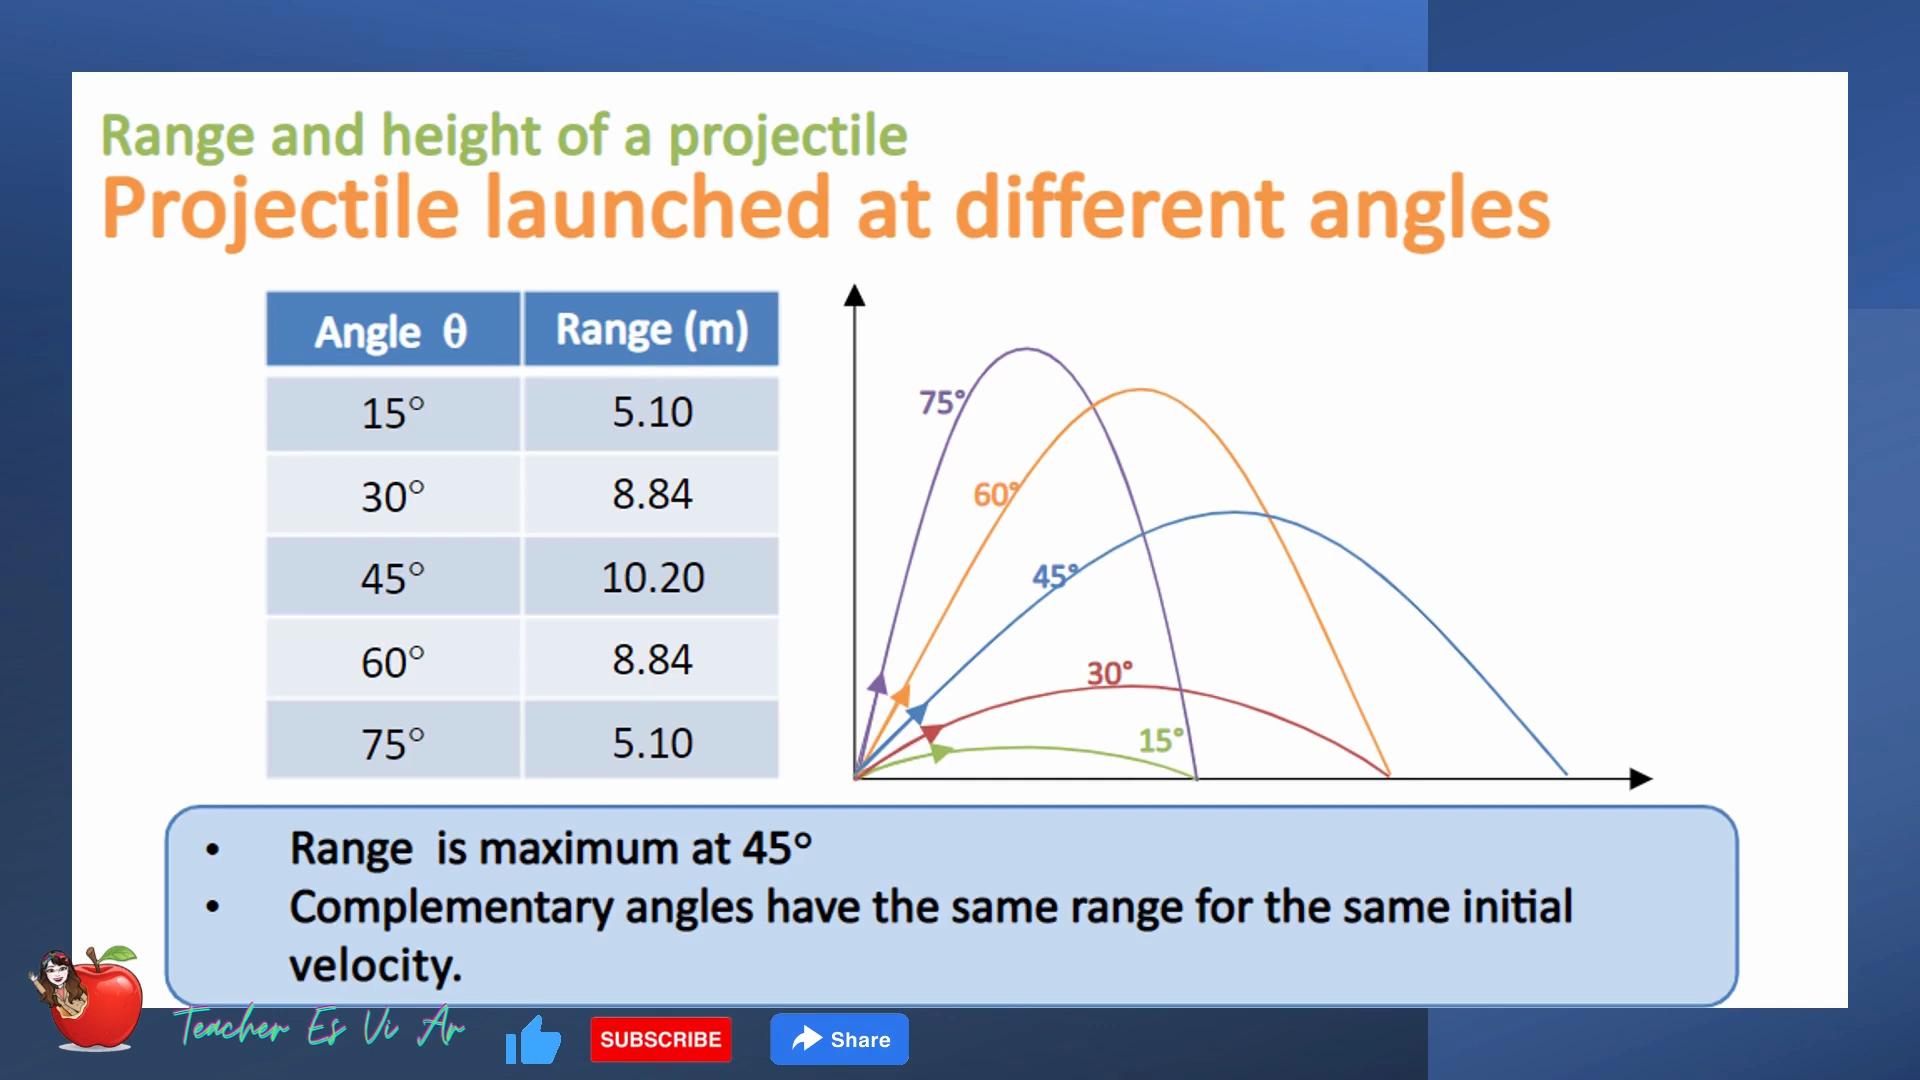 Range and height of a projectile
Projectile launched at different angles
Angle θ Range (m)
15° 5.10
30° 8.84
45° 10.20
60° 8.84
75° 5.10
75°
60°
45°
30°
15°
• Range is maximum at 45°
• Complementary angles have the same range for the same initial
velocity.
Teacher Es Vi Ar
SUBSCRIBE
Share